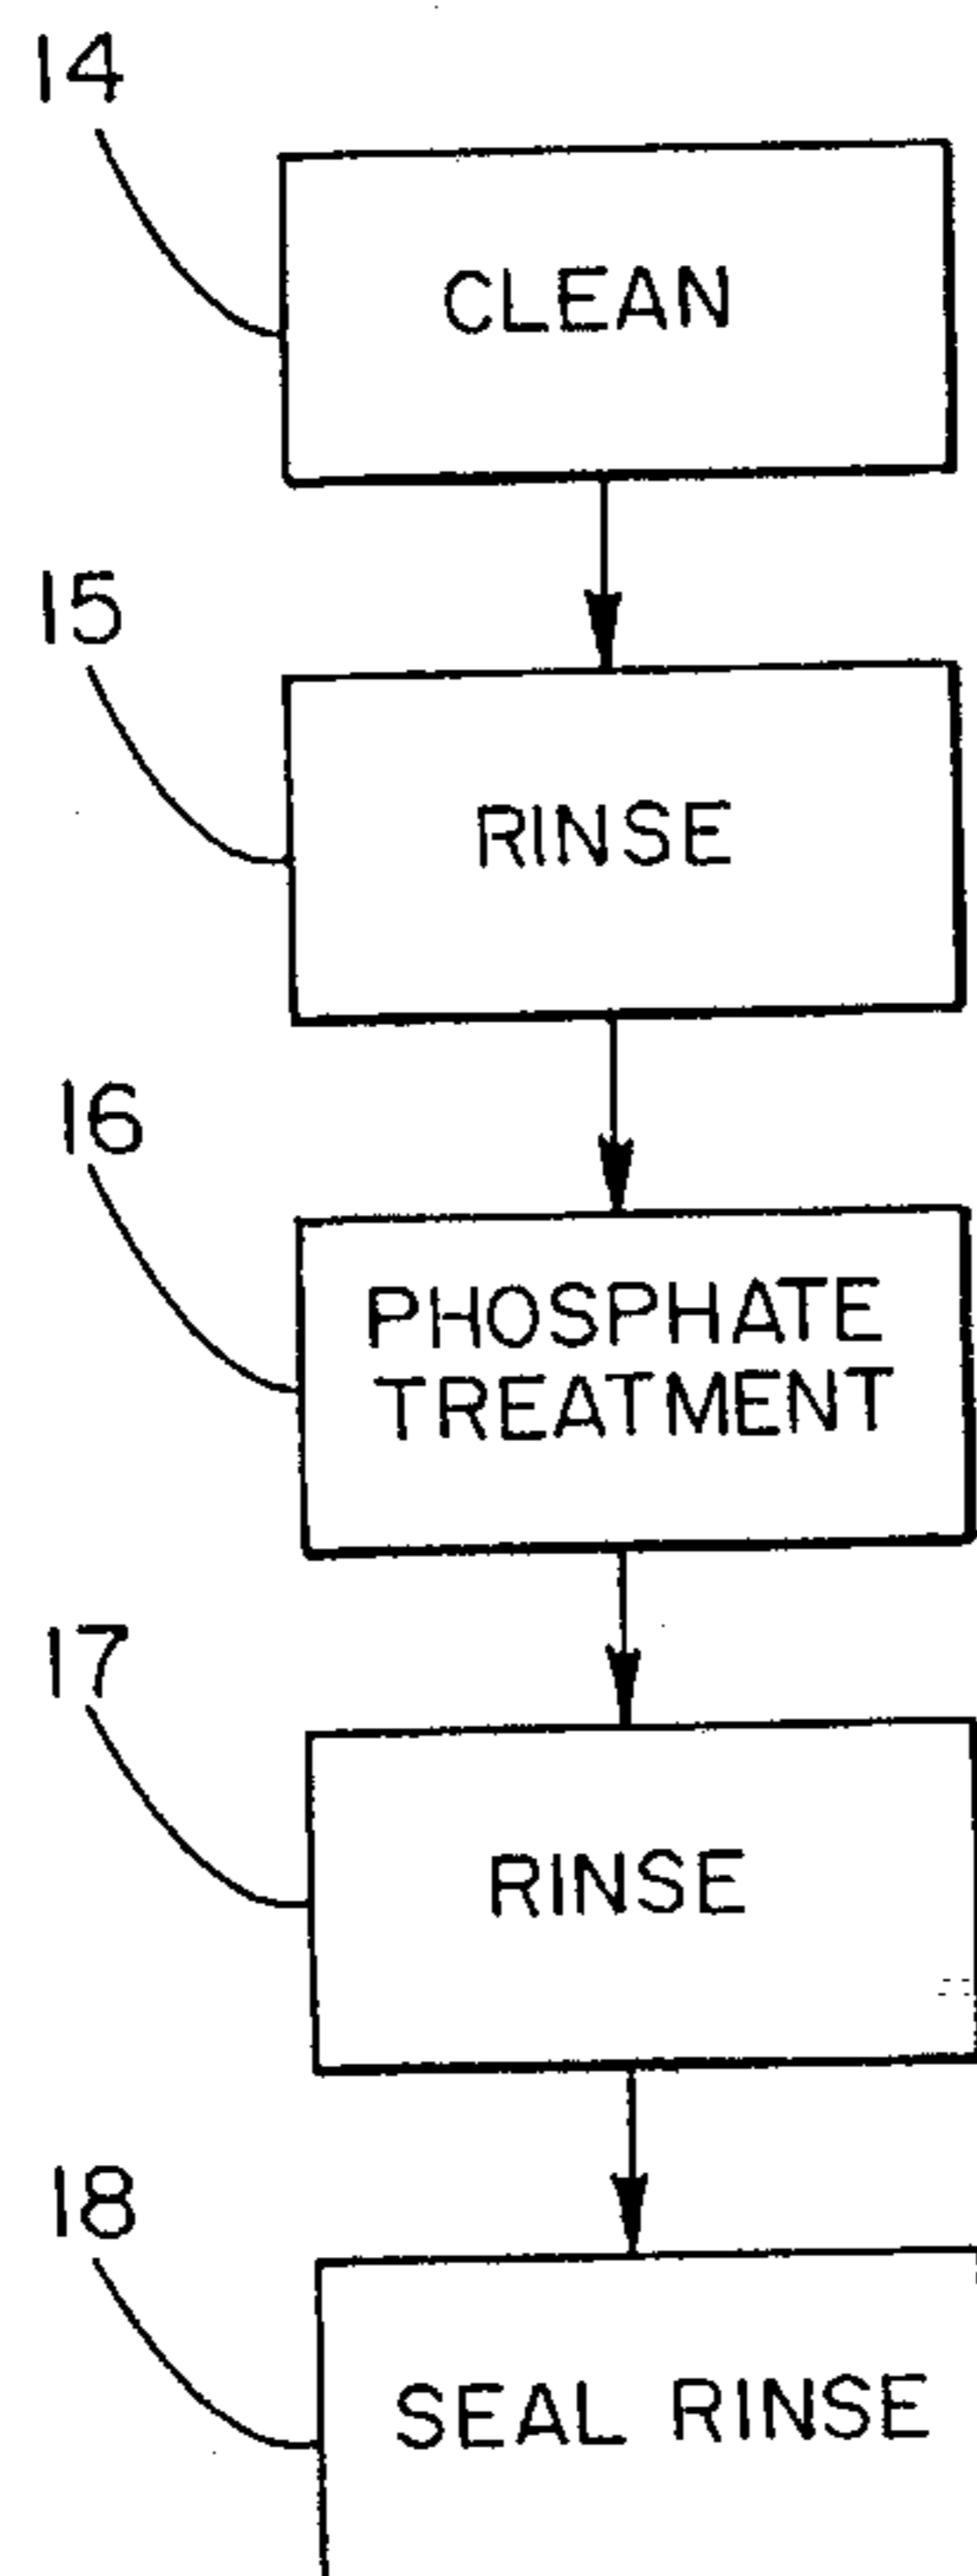 14
CLEAN
15
RINSE
16
PHOSPHATE
TREATMENT
17
RINSE
18
SEAL RINSE